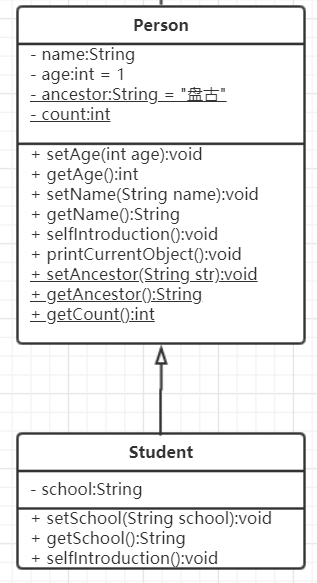 Person
- name:String
- age:int = 1
- ancestor:String = "盘古"
- count:int
+ setAge(int age):void
+ getAge():int
+ setName(String name):void
+ getName():String
+ selfIntroduction():void
+ printCurrentObject():void
+ setAncestor(String str):void
+ getAncestor():String
+ getCount():int
Student
- school:String
+ setSchool(String school):void
+ getSchool():String
+ selfIntroduction():void